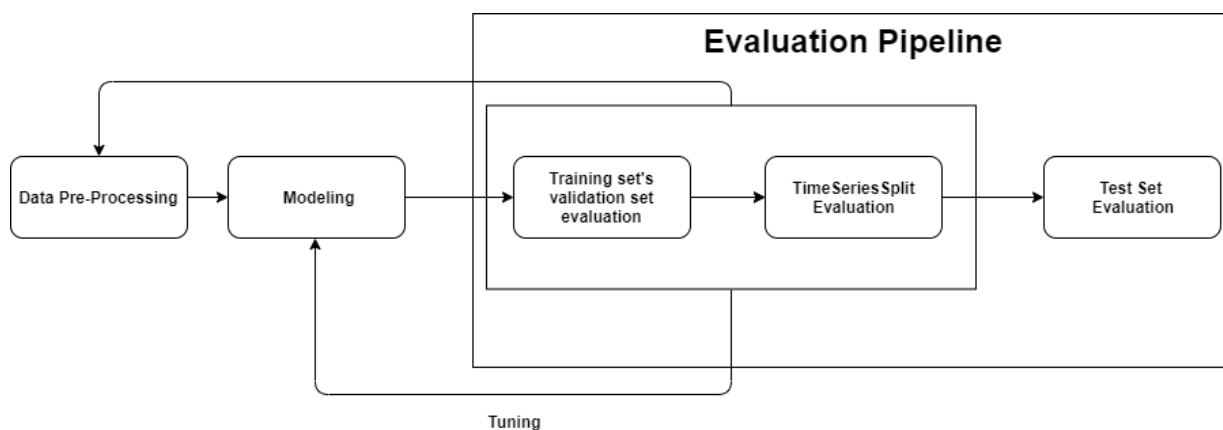 Evaluation Pipeline
Data Pre-Processing
Modeling
Training set's
validation set
evaluation
TimeSeriesSplit
Evaluation
Test Set
Evaluation
Tuning